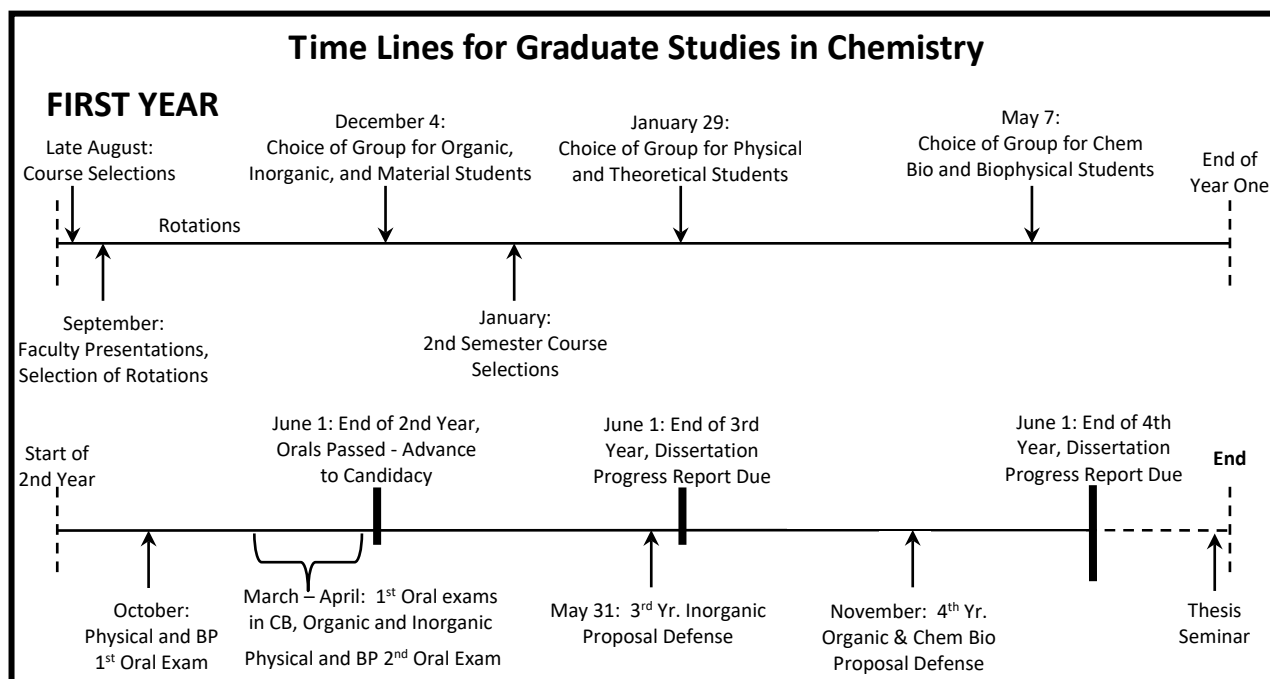 Time Lines for Graduate Studies in Chemistry
FIRST YEAR
Late August:
Course Selections
December 4:
Choice of Group for Organic,
Inorganic, and Material Students
January 29:
Choice of Group for Physical
and Theoretical Students
May 7:
Choice of Group for Chem
Bio and Biophysical Students
End of
Year One
Rotations
September:
Faculty Presentations,
Selection of Rotations
January:
2nd Semester Course
Selections
Start of
2nd Year
June 1: End of 2nd Year,
Orals Passed - Advance
to Candidacy
June 1: End of 3rd
Year, Dissertation
Progress Report Due
June 1: End of 4th
Year, Dissertation
Progress Report Due
End
October:
Physical and BP
1st Oral Exam
March – April: 1st Oral exams
in CB, Organic and Inorganic
Physical and BP 2nd Oral Exam
May 31: 3rd Yr. Inorganic
Proposal Defense
November: 4th Yr.
Organic & Chem Bio
Proposal Defense
Thesis
Seminar